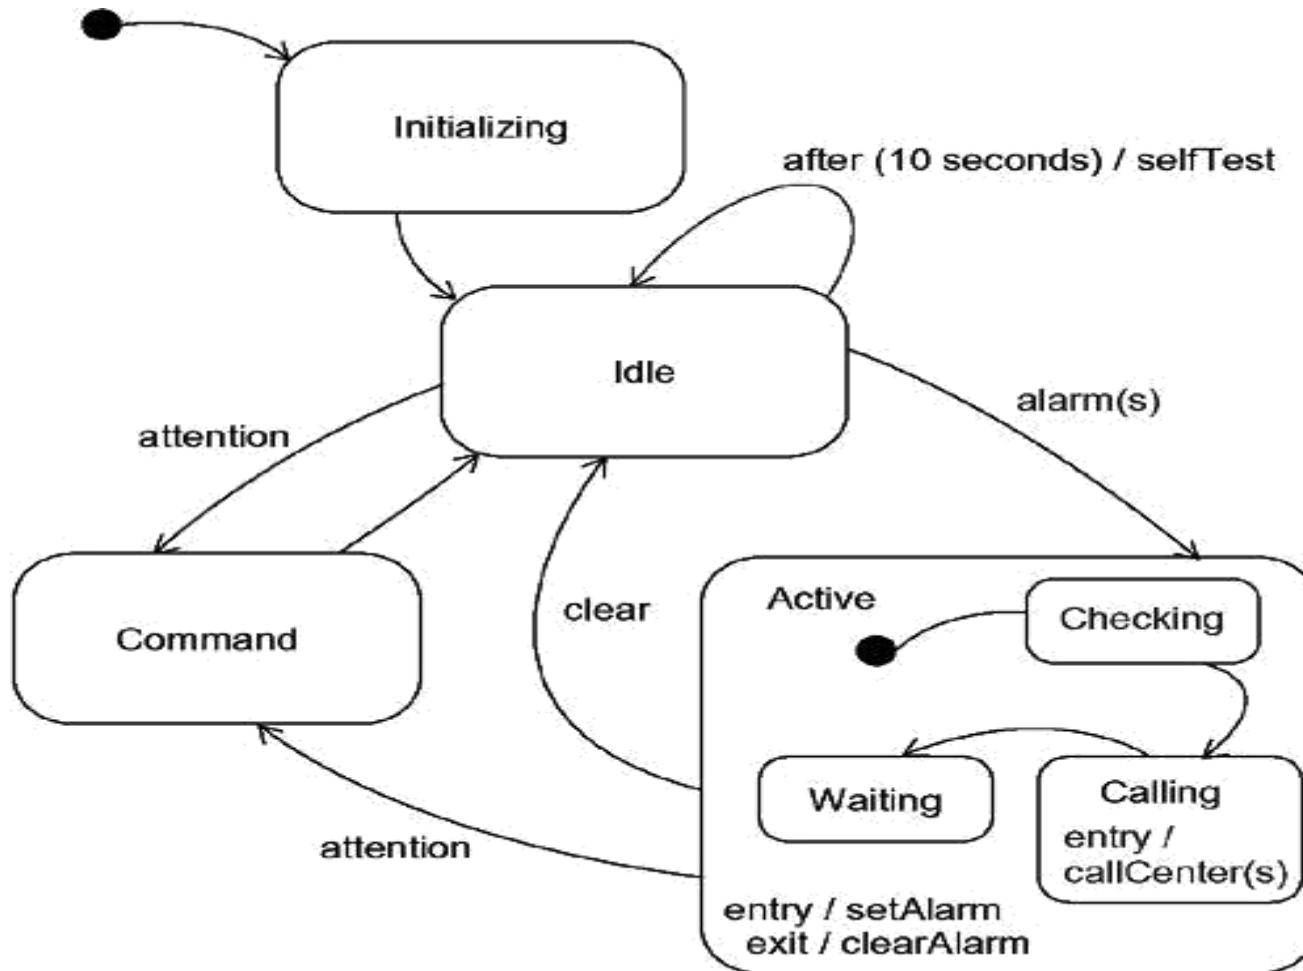 Initializing
after (10 seconds) / selfTest
Idle
alarm(s)
attention
Command
clear
Active
Checking
Waiting
Calling
entry /
callCenter(s)
attention
entry / setAlarm
exit / clearAlarm